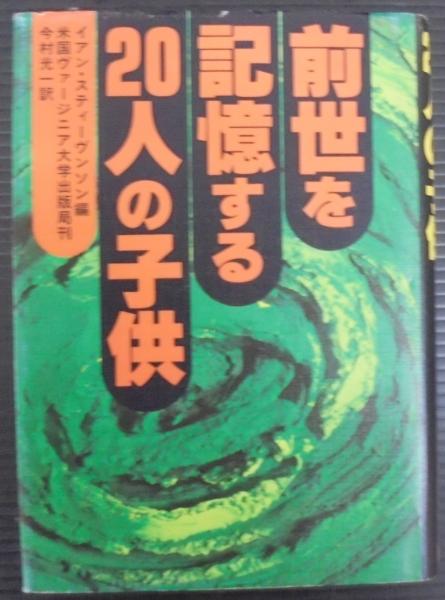 前世を
記憶する
20人の子供
イアン・スティーヴンソン編
米国ヴァージニア大学出版局刊
今村光一訳